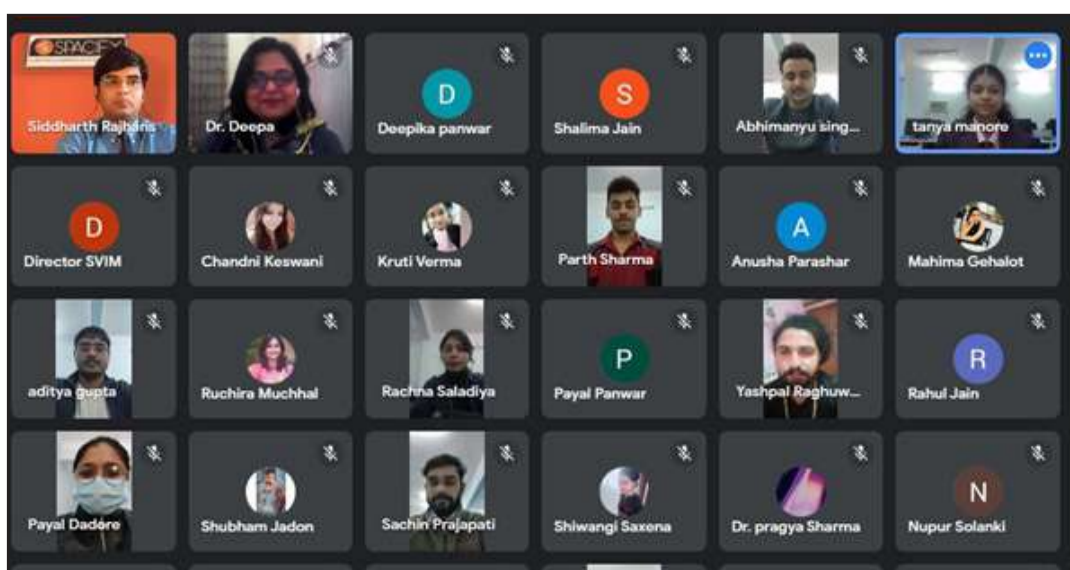 SPACE
Siddharth Rajhans
Dr. Deepa
D
Deepika panwar
S
Shalima Jain
Abhimanyu sing...
tanya manore
D
Director SVIM
Chandni Keswani
Kruti Verma
Parth Sharma
A
Anusha Parashar
Mahima Gehalot
aditya gupta
Ruchira Muchhal
Rachna Saladiya
P
Payal Panwar
Yashpal Raghuw...
R
Rahul Jain
Payal Dadore
Shubham Jadon
Sachin Prajapati
Shiwangi Saxena
Dr. pragya Sharma
N
Nupur Solanki